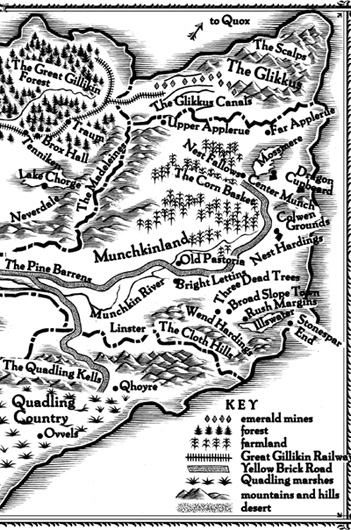 to Quox
The Scalps
The Glikkus
The Great Gillikin
Forest
The Glikkus Canals
Traum
Upper Applerue
Far Applerue
Brox Hall
Tenniken
Mossmere
Nest Fallows
Lake Chorge
The Madeleines
The Corn Basket
Center Munch
Dragon
Cupboard
Neverdale
Colwen
Grounds
Munchkinland
Nest Hardings
Old Pastoria
The Pine Barrens
Bright Lettins
Three Dead Trees
Munchkin River
Broad Slope Town
Rush Margins
Illswater
Wend Hardings
Linster
The Cloth Hills
Stonespar
End
The Quadling Kells
Qhoyre
Quadling
Country
Ovvels
KEY
emerald mines
forest
farmland
Great Gillikin Railway
Yellow Brick Road
Quadling marshes
mountains and hills
desert